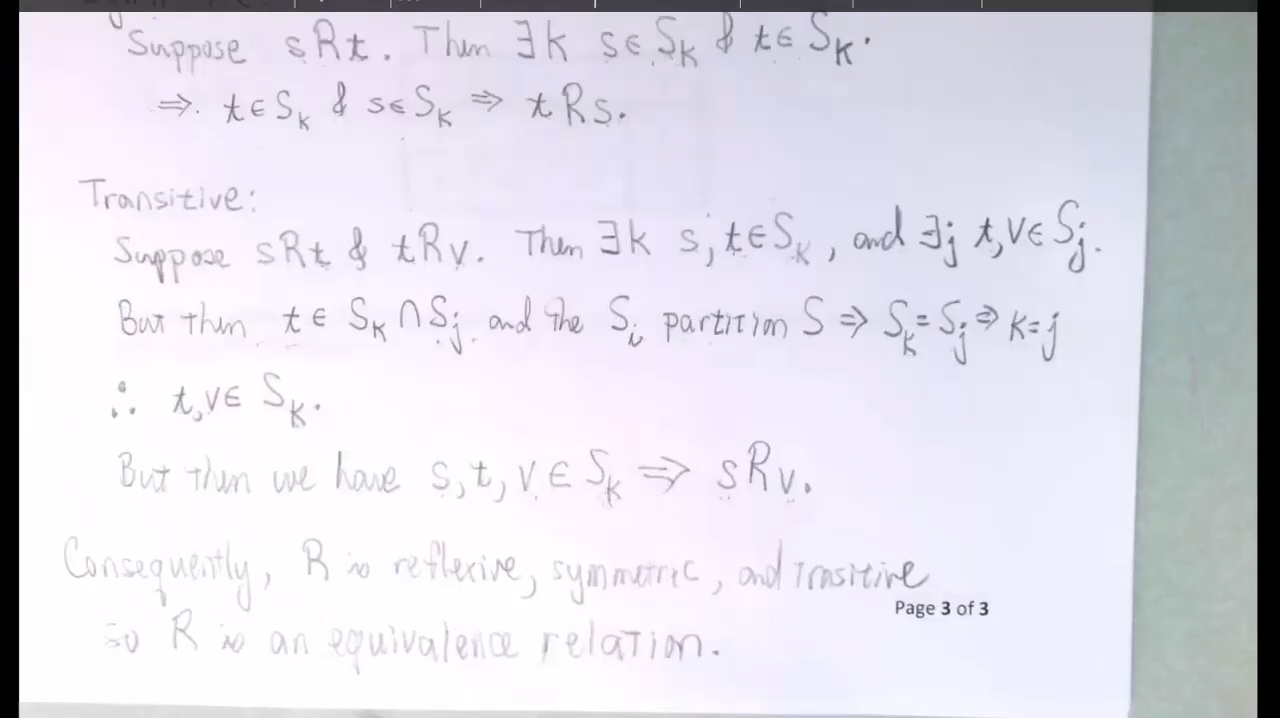 Suppose sRt. Then ∃k s∈S_k & t∈S_k.
⇒ t∈S_k & s∈S_k ⇒ tRs.
Transitive:
Suppose sRt & tRv. Then ∃k s,t∈S_k, and ∃j t,v∈S_j.
But then t∈ S_k∩S_j and the S_i partition S ⇒ S_k=S_j ⇒ k=j
∴ t,v∈ S_k.
But then we have s,t,v∈S_k ⇒ sRv.
Consequently, R is reflexive, symmetric, and transitive
Page 3 of 3
so R is an equivalence relation.